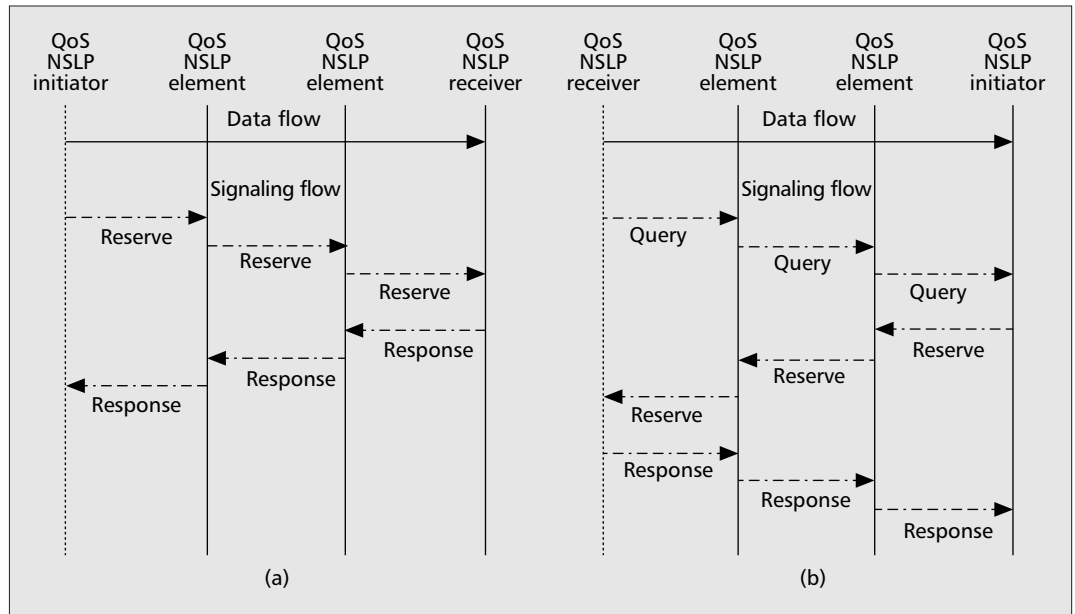 QoS
NSLP
initiator
QoS
NSLP
element
QoS
NSLP
element
QoS
NSLP
receiver
Data flow
Signaling flow
Reserve
Reserve
Reserve
Response
Response
Response
(a)
QoS
NSLP
receiver
QoS
NSLP
element
QoS
NSLP
element
QoS
NSLP
initiator
Data flow
Signaling flow
Query
Query
Query
Reserve
Reserve
Reserve
Response
Response
Response
(b)